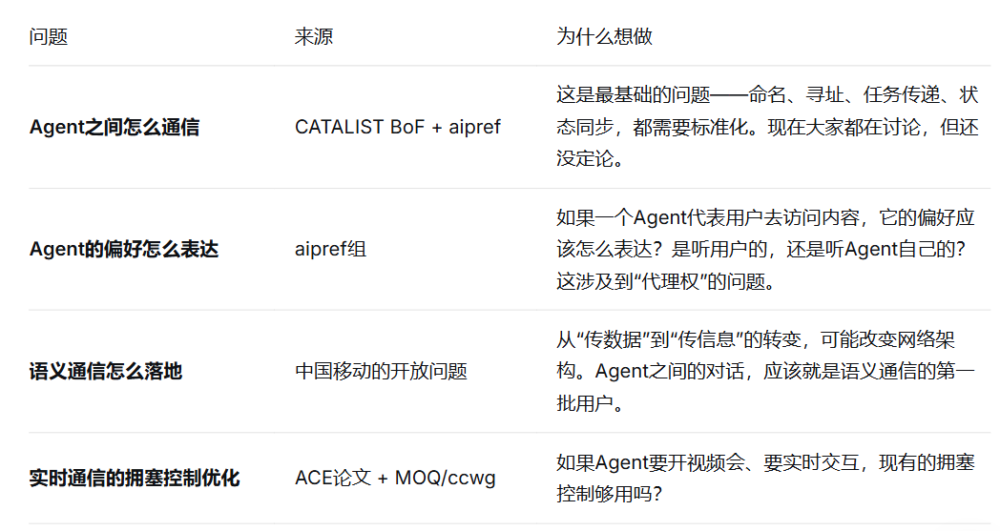 问题 来源 为什么想做
这是最基础的问题——命名、寻址、任务传递、状
Agent之间怎么通信 CATALIST BoF + aipref 态同步，都需要标准化。现在大家都在讨论，但还
没定论。
如果一个Agent代表用户去访问内容，它的偏好应
Agent的偏好怎么表达 aipref组 该怎么表达？是听用户的，还是听Agent自己的？
这涉及到“代理权”的问题。
从“传数据”到“传信息”的转变，可能改变网络架
语义通信怎么落地 中国移动的开放问题 构。Agent之间的对话，应该就是语义通信的第一
批用户。
如果Agent要开视频会、要实时交互，现有的拥塞
实时通信的拥塞控制优化 ACE论文 + MOQ/ccwg 控制够用吗？